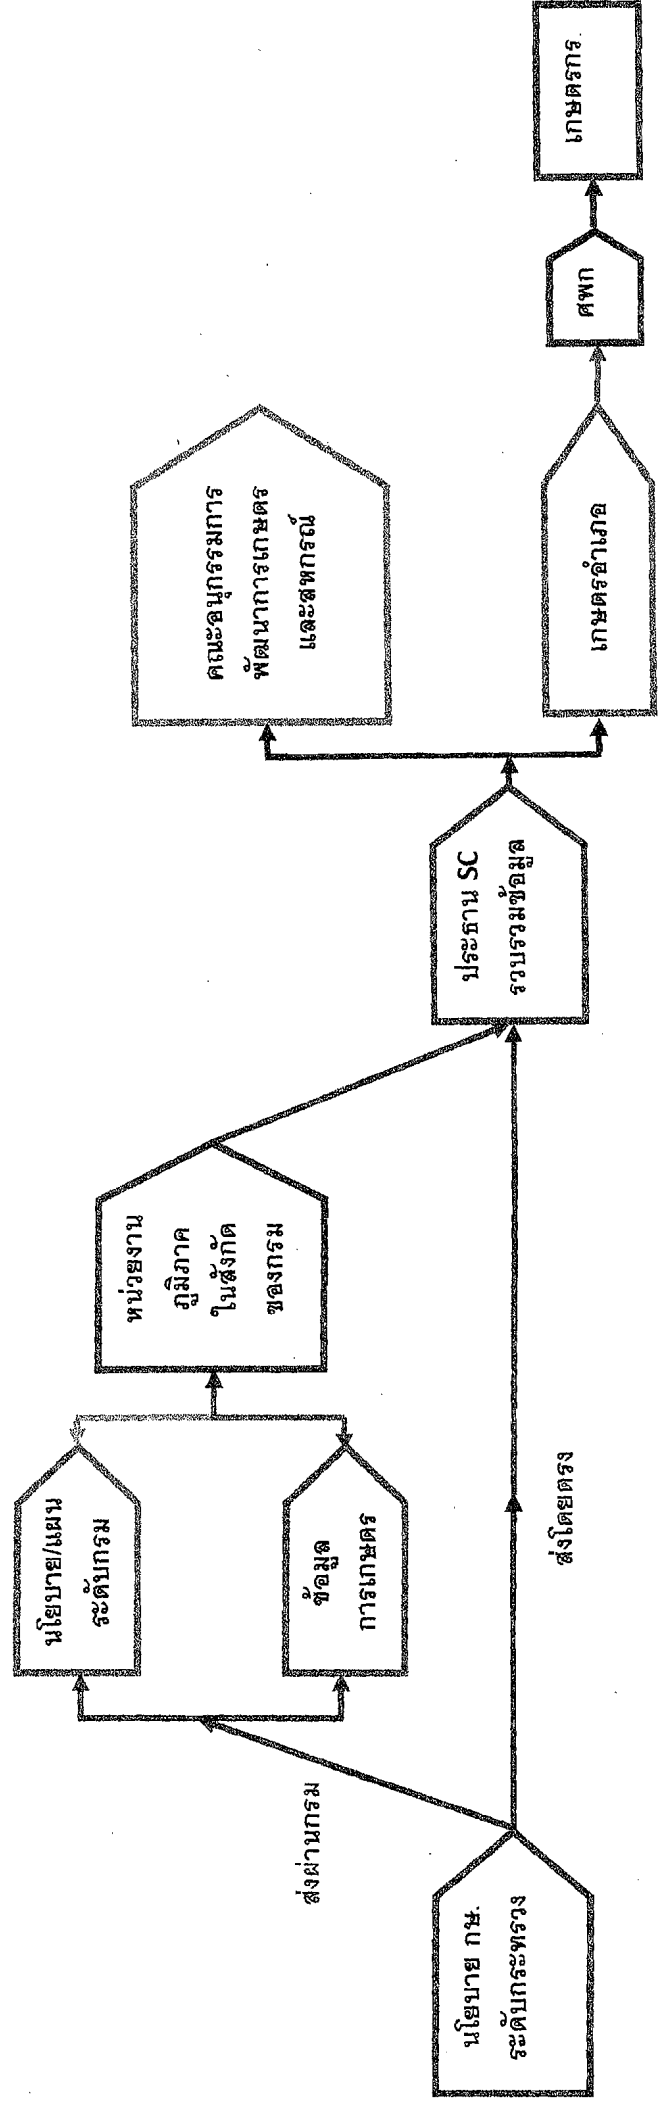 นโยบาย กษ.
ระดับกระทรวง
ส่งผ่านกรม
ส่งโดยตรง
นโยบาย/แผน
ระดับกรม
ข้อมูล
การเกษตร
หน่วยงาน
ภูมิภาค
ในสังกัด
ของกรม
ประธาน SC
รวบรวมข้อมูล
คณะอนุกรรมการ
พัฒนาการเกษตร
และสหกรณ์
เกษตรอำเภอ
ศพก
เกษตรกร